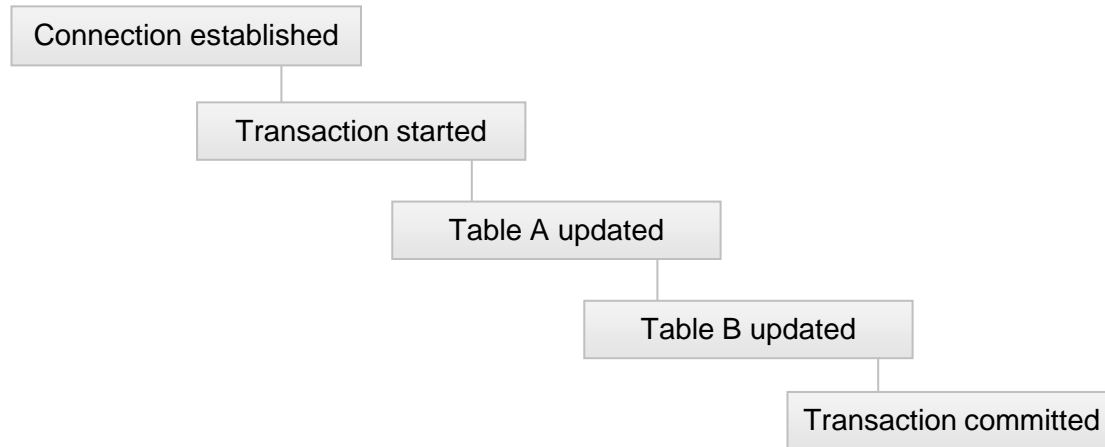 Connection established
Transaction started
Table A updated
Table B updated
Transaction committed